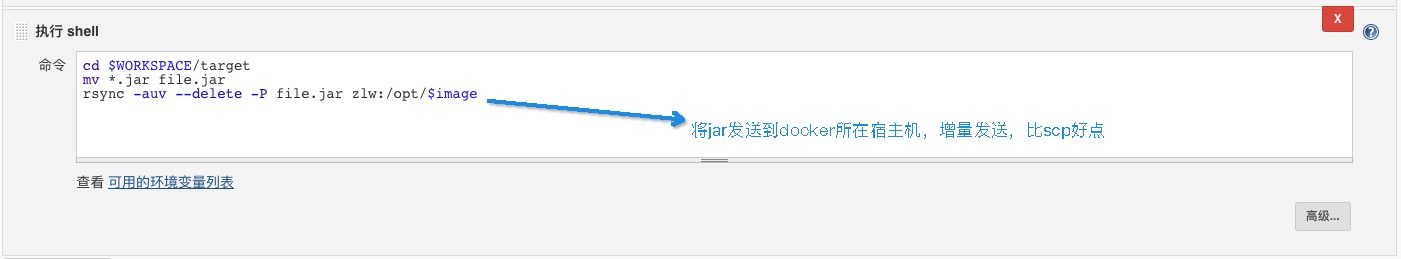 执行 shell
X
命令
cd $WORKSPACE/target
mv *.jar file.jar
rsync -auv --delete -P file.jar zlw:/opt/$image
将jar发送到docker所在宿主机，增量发送，比scp好点
查看 可用的环境变量列表
高级...